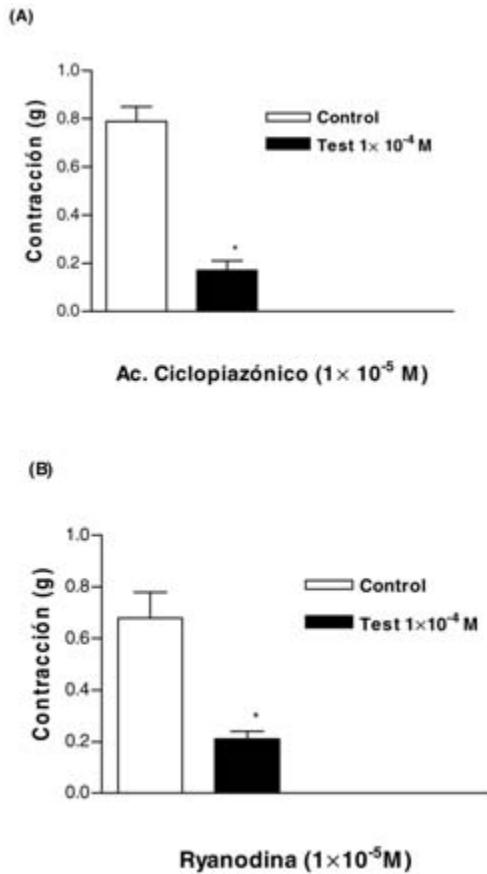 (A)
1.0
0.8
0.6
0.4
0.2
0.0
Contracción (g)
Control
Test 1× 10⁻⁴ M
*
Ac. Ciclopiazónico (1× 10⁻⁵ M)
(B)
1.0
0.8
0.6
0.4
0.2
0.0
Contracción (g)
Control
Test 1×10⁻⁴ M
*
Ryanodina (1×10⁻⁵M)